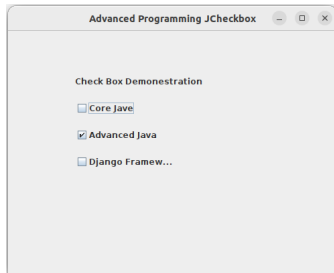 Advanced Programming JCheckbox
Check Box Demonestration
Core Jave
Advanced Java
Django Framew...